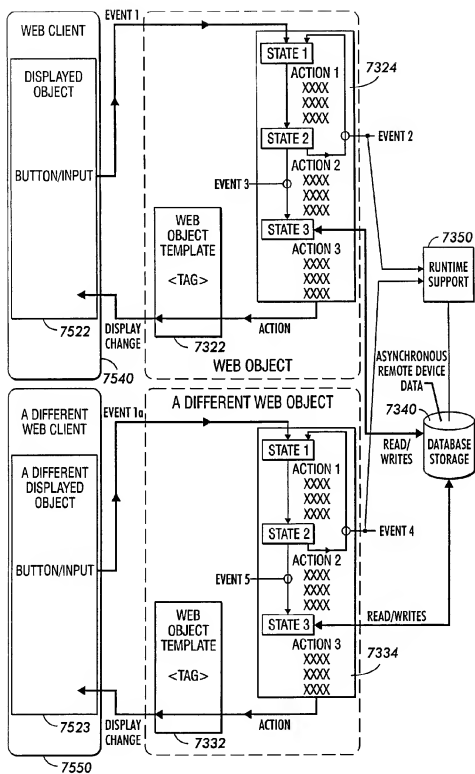 WEB CLIENT
DISPLAYED
OBJECT
BUTTON/INPUT
7522
7540
EVENT 1
STATE 1
ACTION 1
XXXX
XXXX
XXXX
STATE 2
ACTION 2
XXXX
XXXX
XXXX
EVENT 3
STATE 3
ACTION 3
XXXX
XXXX
XXXX
7324
EVENT 2
WEB
OBJECT
TEMPLATE
<TAG>
7322
DISPLAY
CHANGE
ACTION
WEB OBJECT
7350
RUNTIME
SUPPORT
ASYNCHRONOUS
REMOTE DEVICE
DATA
7340
DATABASE
STORAGE
READ/
WRITES
A DIFFERENT
WEB CLIENT
A DIFFERENT
DISPLAYED
OBJECT
BUTTON/INPUT
7523
7550
EVENT 1a
A DIFFERENT WEB OBJECT
STATE 1
ACTION 1
XXXX
XXXX
XXXX
STATE 2
ACTION 2
XXXX
XXXX
XXXX
EVENT 4
EVENT 5
STATE 3
ACTION 3
XXXX
XXXX
XXXX
READ/WRITES
7334
WEB
OBJECT
TEMPLATE
<TAG>
7332
DISPLAY
CHANGE
ACTION